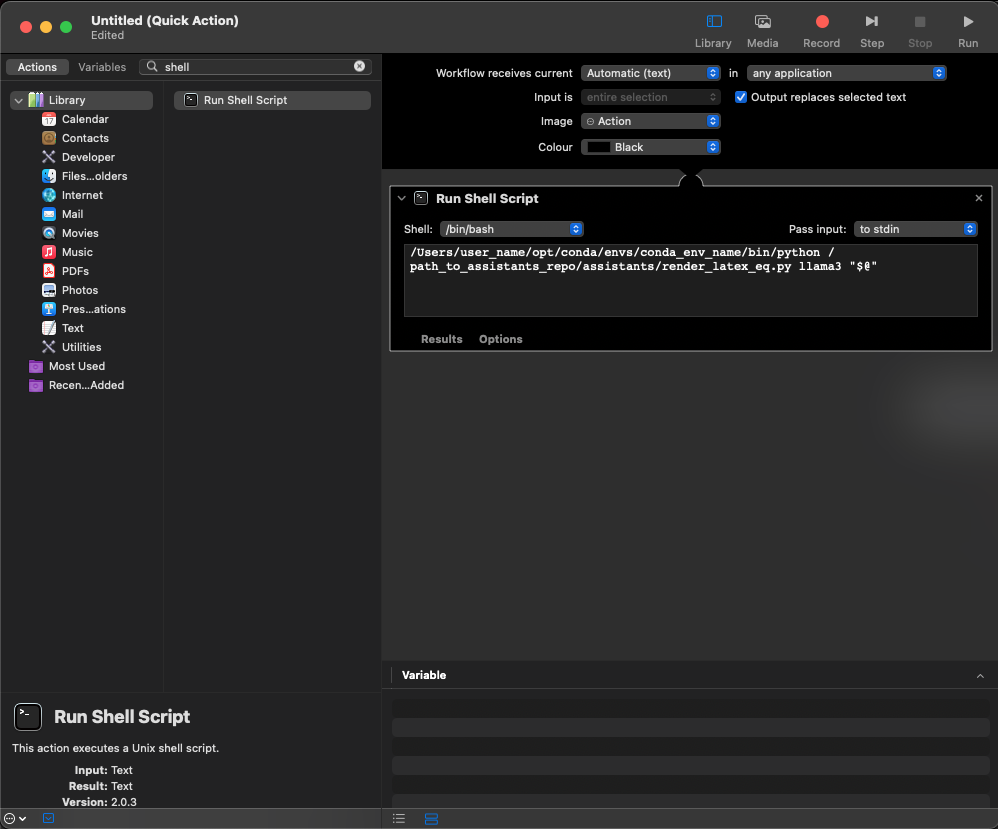 Untitled (Quick Action)
Edited
Library
Media
Record
Step
Stop
Run
Actions
Variables
shell
Library
Calendar
Contacts
Developer
Files...olders
Internet
Mail
Movies
Music
PDFs
Photos
Pres...ations
Text
Utilities
Most Used
Recen...Added
Run Shell Script
Workflow receives current Automatic (text) in any application
Input is entire selection Output replaces selected text
Image Action
Colour Black
Run Shell Script
Shell: /bin/bash Pass input: to stdin
/Users/user_name/opt/conda/envs/conda_env_name/bin/python /
path_to_assistants_repo/assistants/render_latex_eq.py llama3 "$@"
Results Options
Variable
Run Shell Script
This action executes a Unix shell script.
Input: Text
Result: Text
Version: 2.0.3